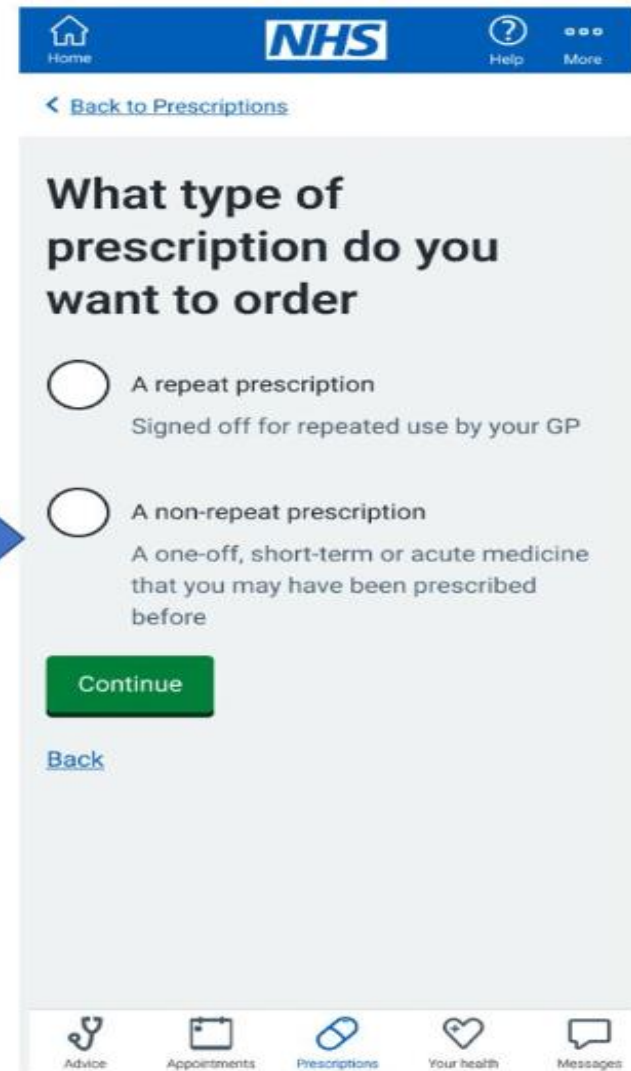 NHS
Home
Help
More
Back to Prescriptions
What type of
prescription do you
want to order
A repeat prescription
Signed off for repeated use by your GP
A non-repeat prescription
A one-off, short-term or acute medicine
that you may have been prescribed
before
Continue
Back
Advice
Appointments
Prescriptions
Your health
Messages